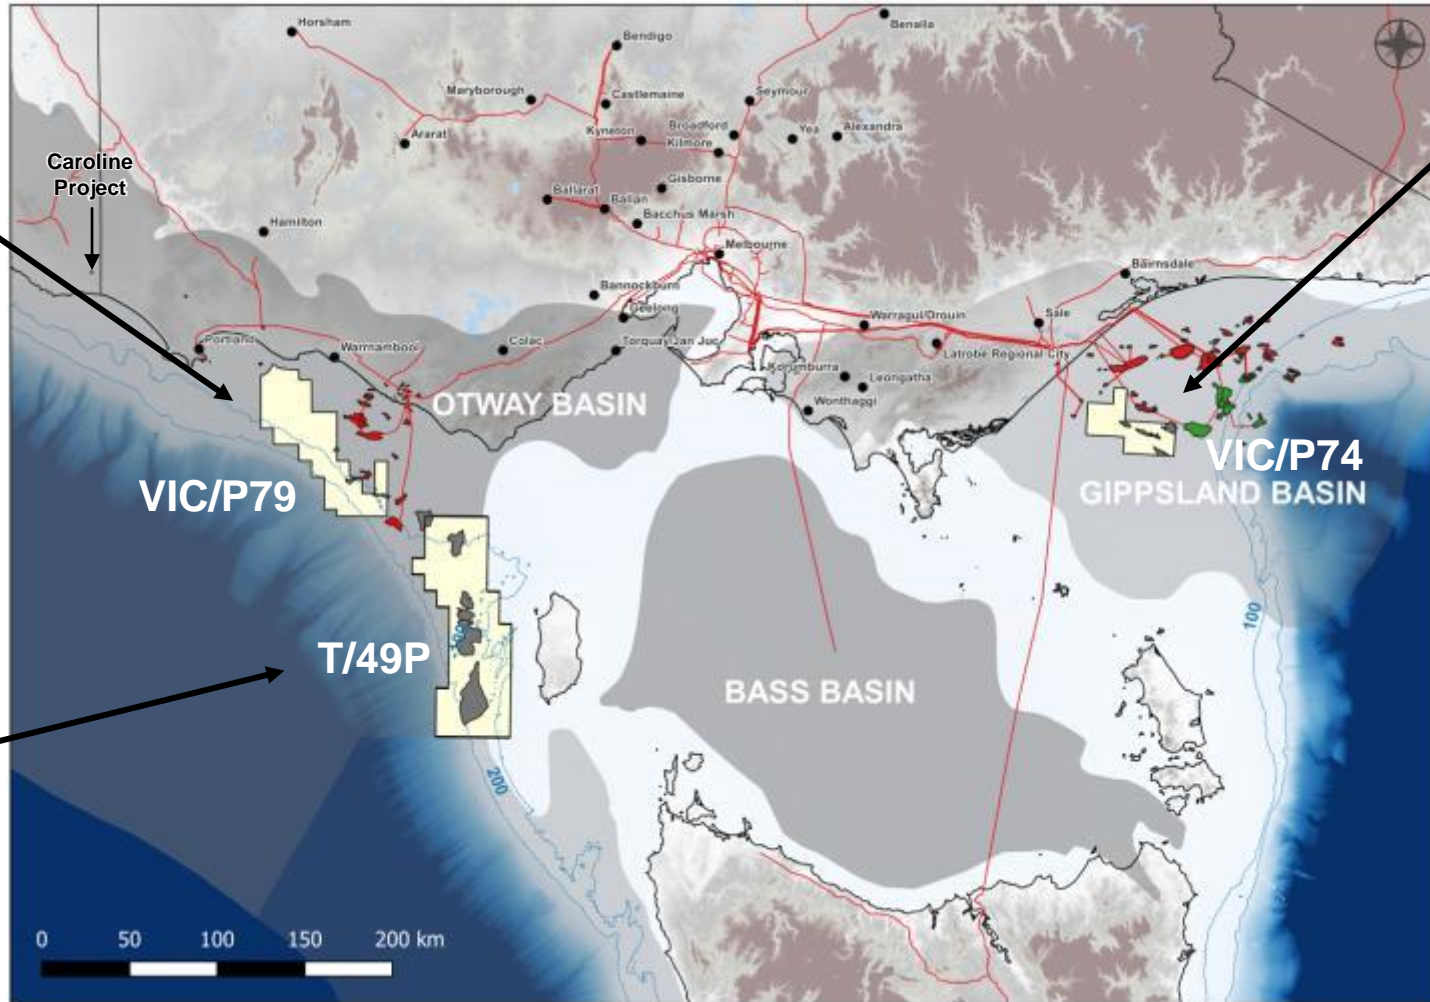 Horsham
Benalla
Bendigo
Maryborough
Castlemaine
Seymour
Ararat
Kyneton
Broadford
Kilmore
Yea
Alexandra
Caroline
Project
Gisborne
Ballarat
Ballan
Bacchus Marsh
Hamilton
Melbourne
Bairnsdale
Bannockburn
Geelong
Warragul/Drouin
Sale
Portland
Warrnambool
Colac
Torquay/Jan Juc
Latrobe Regional City
Korumburra
Leongatha
Wonthaggi
OTWAY BASIN
VIC/P74
GIPPSLAND BASIN
VIC/P79
T/49P
100
100
BASS BASIN
200
0 50 100 150 200 km